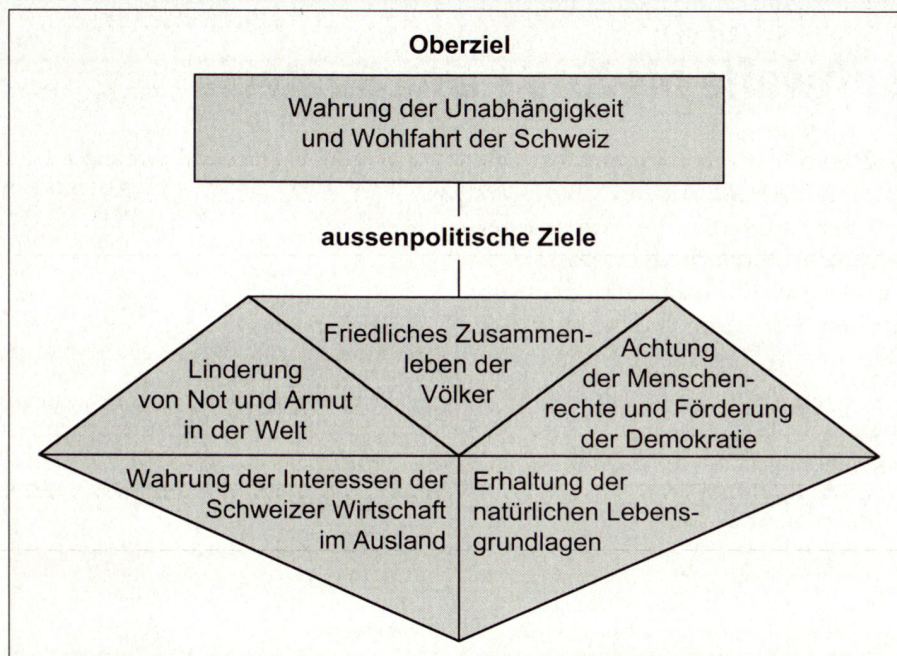 Oberziel
Wahrung der Unabhängigkeit
und Wohlfahrt der Schweiz
aussenpolitische Ziele
Friedliches Zusammen-
leben der
Völker
Linderung
von Not und Armut
in der Welt
Achtung
der Menschen-
rechte und Förderung
der Demokratie
Wahrung der Interessen der
Schweizer Wirtschaft
im Ausland
Erhaltung der
natürlichen Lebens-
grundlagen